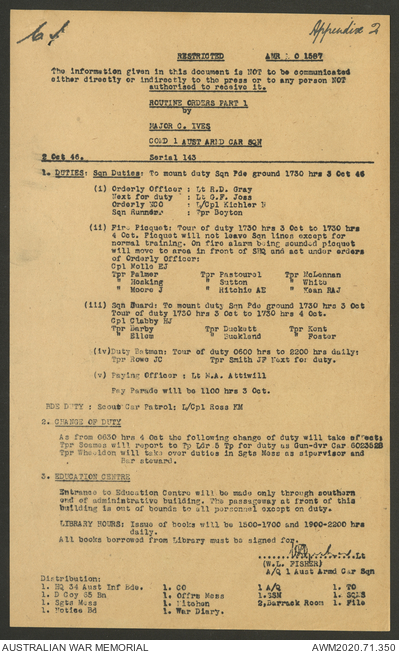 Appendix 2
RESTRICTED
The information given in this document is NOT to be communicated
either directly or indirectly to the press or to any person NOT
authorised to receive it.
ROUTINE ORDERS PART 1
by
MAJOR C. IVES
COMD 1 AUST ARMD CAR SQN
2 Oct 46. Serial 143
1. DUTIES: Sqn Duties: To mount duty Sqn Pde ground 1730 hrs 3 Oct 46
(i) Orderly Officer : Lt R.D. Gray
Next for duty : Lt G.F. Joss
Orderly NCO : L/Cpl Kichler
Sqn Runner : Tpr Boyton
(ii) Fire Picquet: Tour of duty 1730 hrs 3 Oct to 1730 hrs
4 Oct. Picquet will not leave Sqn lines except for
normal training. On fire alarm being sounded picquet
will move to area in front of SHQ and act under orders
of Orderly Officer:
Cpl EJ
Tpr Palmer Tpr Pastourel Tpr McLennan
" Hosking " Sutton " White
" Moore J " Hitchie AE " Kean
(iii) Sqn Guard: To mount duty Sqn Pde ground 1730 hrs 3 Oct
Tour of duty 1730 hrs 3 Oct to 1730 hrs 4 Oct.
Cpl Clabby
Tpr Darby Tpr Duckett Tpr Kent
" Ellem " Buckland " Foster
(iv) Duty Batman: Tour of duty 0600 hrs to 2200 hrs daily:
Tpr Rowe JC Tpr Smith JF Next for duty.
(v) Paying Officer : Lt M.A. Attiwill
Pay Parade will be 1100 hrs 3 Oct.
BDE DUTY : Scout Car Patrol: L/Cpl Ross
2. CHANGE OF DUTY
As from 0630 hrs 4 Oct the following change of duty will take effect:
Tpr Soames will report to Tp Ldr 5 Tp for duty as Gun-dvr Car
Tpr Wheeldon will take over duties in Sgts Mess as sipervisor and
Bar steward.
3. EDUCATION CENTRE
Entrance to Education Centre will be made only through southern
end of administrative building. The passageway at front of this
building is out of bounds to all personnel except on duty.
LIBRARY HOURS: Issue of books will be 1500-1700 and 1900-2200 hrs
daily.
All books borrowed from Library must be signed for.
Lt
(W.L. FISHER)
A/Q 1 Aust Armd Car Sqn
Distribution:
1. HQ 34 Aust Inf Bde. 1. CO 1 A/Q 1 TO
1. D Coy 65 Bn 1. Offrs Mess 1.SSM 1. SQMS
1. Sgts Mess 1. Kitchen 2.Barrack Room 1. File
1. Notice Bd 1. War Diary.
AUSTRALIAN WAR MEMORIAL AWM2020.71.350